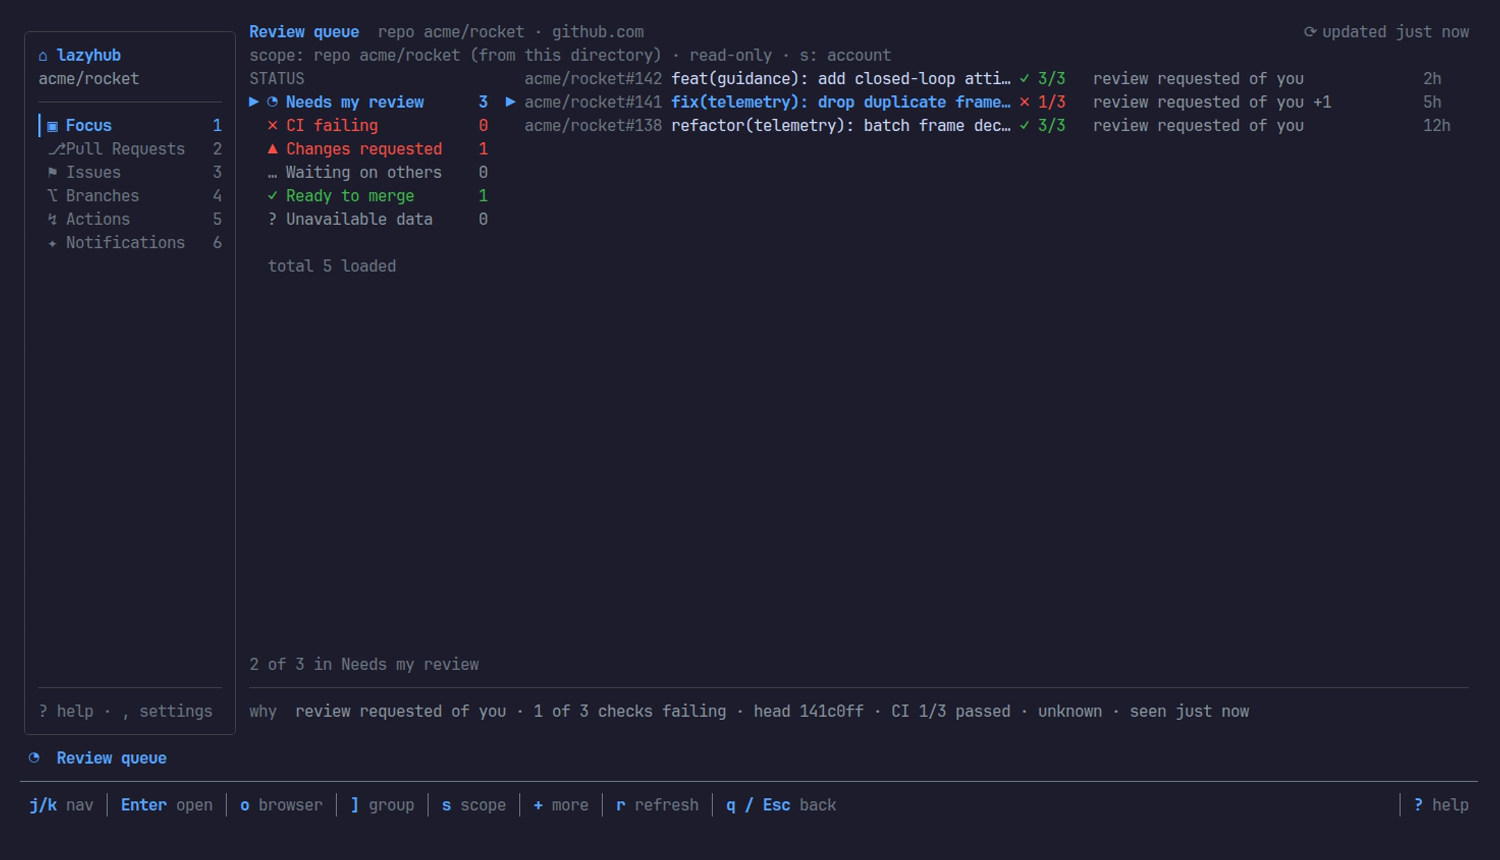 ⌂ lazyhub
acme/rocket
▣ Focus 1
⎇Pull Requests 2
⚑ Issues 3
⌥ Branches 4
↯ Actions 5
✦ Notifications 6
? help · , settings
Review queue repo acme/rocket · github.com ⟳ updated just now
scope: repo acme/rocket (from this directory) · read-only · s: account
STATUS
▶ ◔ Needs my review 3
✕ CI failing 0
▲ Changes requested 1
… Waiting on others 0
✓ Ready to merge 1
? Unavailable data 0
total 5 loaded
acme/rocket#142 feat(guidance): add closed-loop atti… ✓ 3/3 review requested of you 2h
▶ acme/rocket#141 fix(telemetry): drop duplicate frame… ✕ 1/3 review requested of you +1 5h
acme/rocket#138 refactor(telemetry): batch frame dec… ✓ 3/3 review requested of you 12h
2 of 3 in Needs my review
why review requested of you · 1 of 3 checks failing · head 141c0ff · CI 1/3 passed · unknown · seen just now
◔ Review queue
j/k nav │ Enter open │ o browser │ ] group │ s scope │ + more │ r refresh │ q / Esc back │ ? help